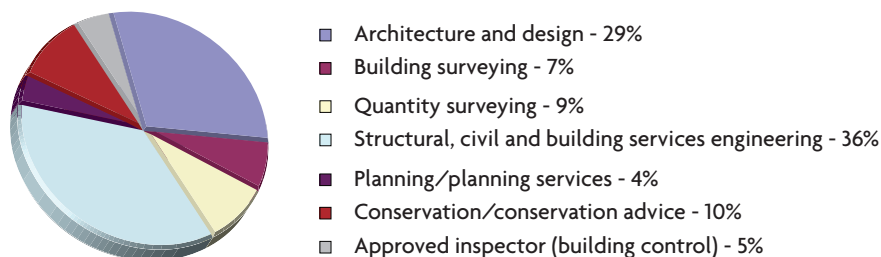 Architecture and design - 29%
Building surveying - 7%
Quantity surveying - 9%
Structural, civil and building services engineering - 36%
Planning/planning services - 4%
Conservation/conservation advice - 10%
Approved inspector (building control) - 5%